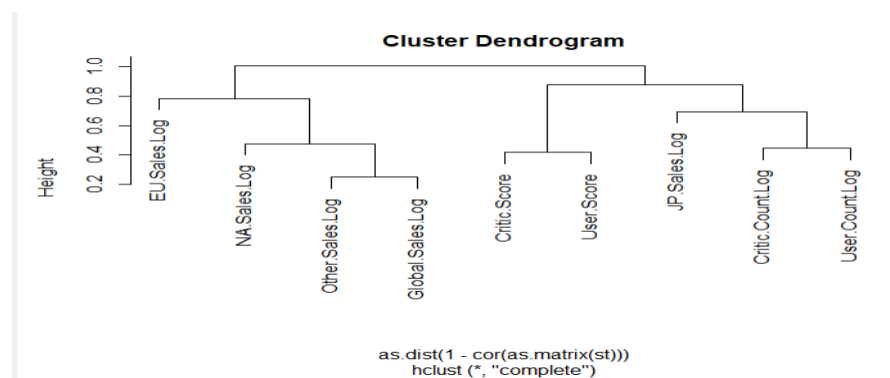 Cluster Dendrogram
Height
1.0
0.8
0.6
0.4
0.2
EU.Sales.Log
NA.Sales.Log
Other.Sales.Log
Global.Sales.Log
Critic.Score
User.Score
JP.Sales.Log
Critic.Count.Log
User.Count.Log
as.dist(1 - cor(as.matrix(st)))
hclust (*, "complete")